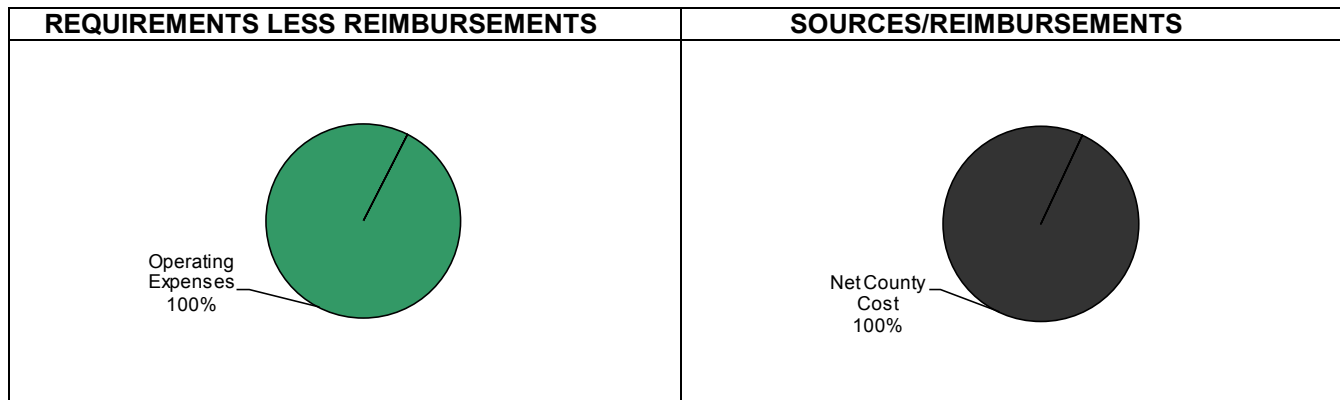 REQUIREMENTS LESS REIMBURSEMENTS
SOURCES/REIMBURSEMENTS
Operating
Expenses
100%
Net County
Cost
100%